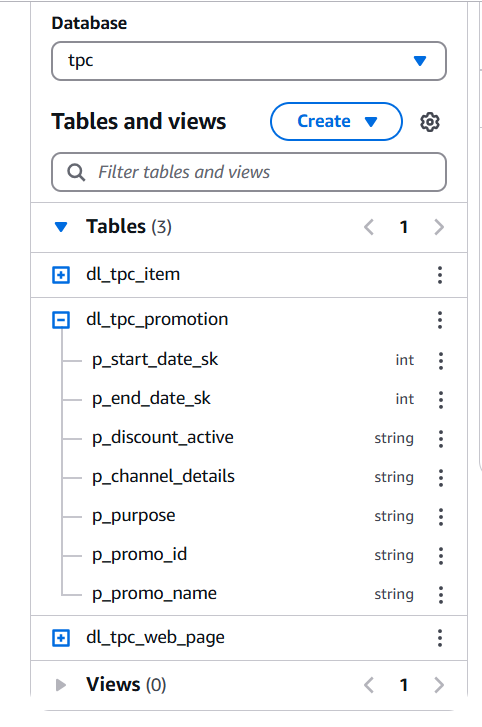 Database
tpc
Tables and views Create
Filter tables and views
Tables (3) 1
dl_tpc_item
dl_tpc_promotion
p_start_date_sk int
p_end_date_sk int
p_discount_active string
p_channel_details string
p_purpose string
p_promo_id string
p_promo_name string
dl_tpc_web_page
Views (0) 1